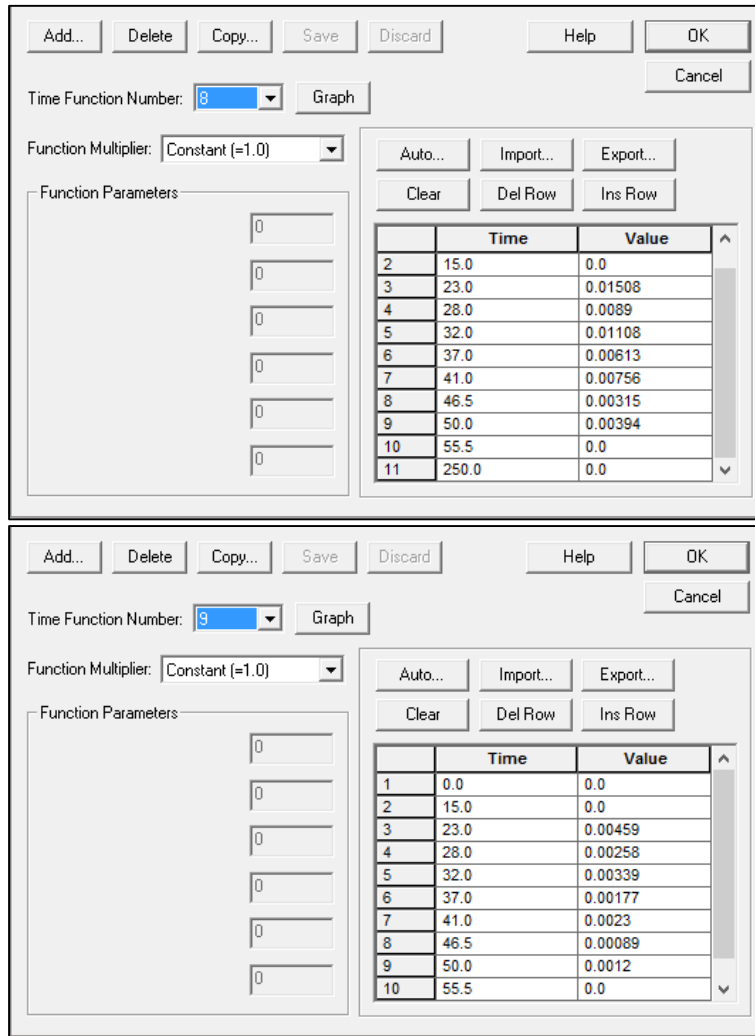 Add... Delete Copy... Save Discard Help OK
Cancel
Time Function Number: 8 Graph
Function Multiplier: Constant (=1.0)
Auto... Import... Export...
Function Parameters
Clear Del Row Ins Row
0
0
0
0
0
0
Time Value
2 15.0 0.0
3 23.0 0.01508
4 28.0 0.0089
5 32.0 0.01108
6 37.0 0.00613
7 41.0 0.00756
8 46.5 0.00315
9 50.0 0.00394
10 55.5 0.0
11 250.0 0.0
Add... Delete Copy... Save Discard Help OK
Cancel
Time Function Number: 9 Graph
Function Multiplier: Constant (=1.0)
Auto... Import... Export...
Function Parameters
Clear Del Row Ins Row
0
0
0
0
0
0
Time Value
1 0.0 0.0
2 15.0 0.0
3 23.0 0.00459
4 28.0 0.00258
5 32.0 0.00339
6 37.0 0.00177
7 41.0 0.0023
8 46.5 0.00089
9 50.0 0.0012
10 55.5 0.0